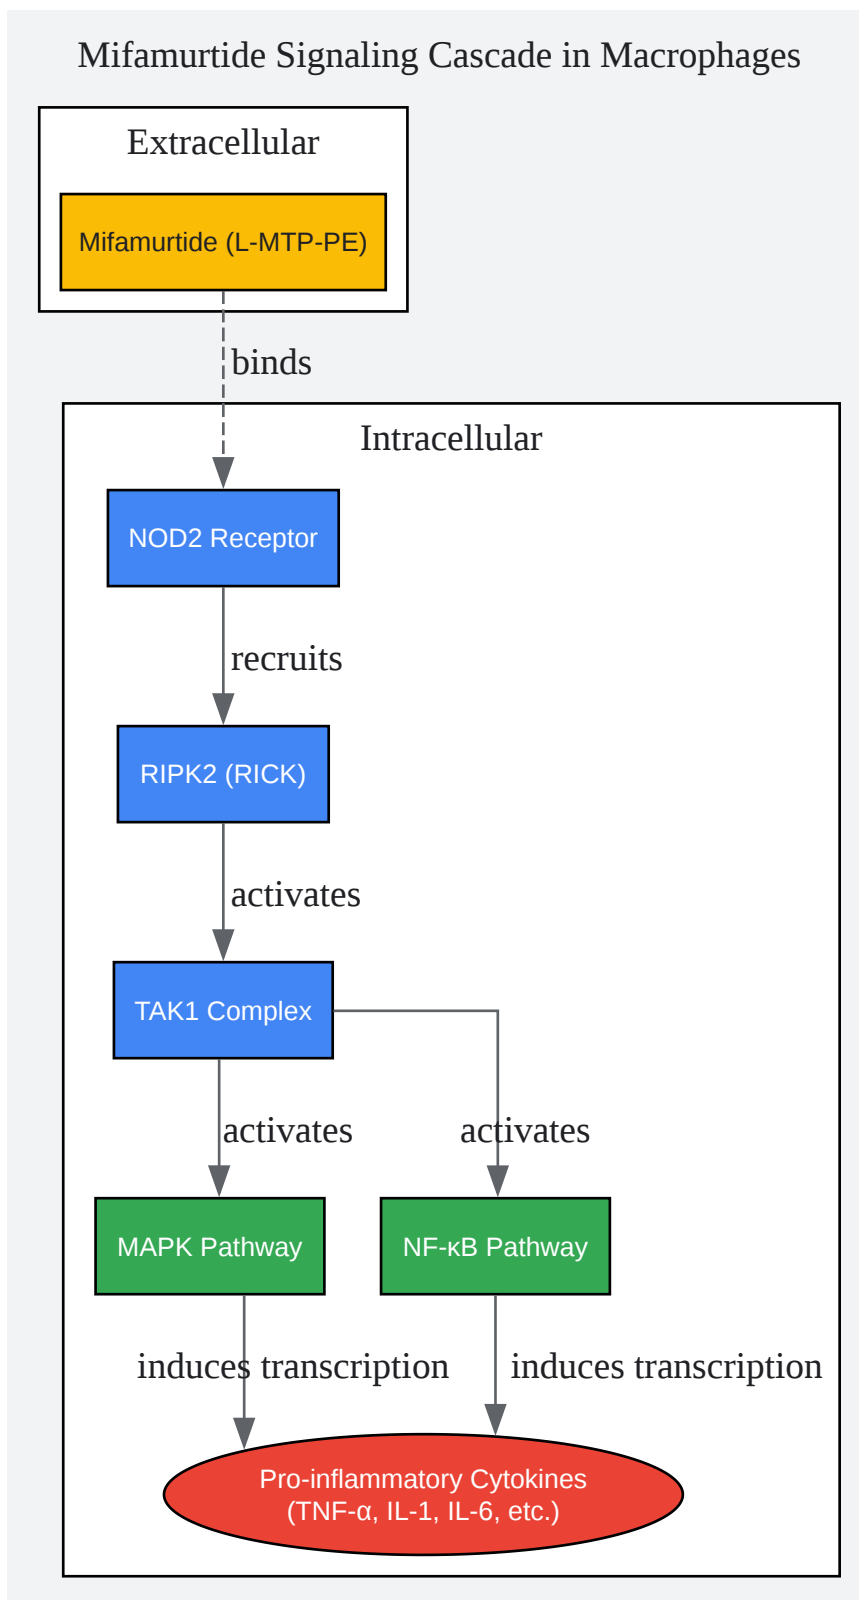 Mifamurtide Signaling Cascade in Macrophages
Extracellular
Mifamurtide (L-MTP-PE)
binds
Intracellular
NOD2 Receptor
recruits
RIPK2 (RICK)
activates
TAK1 Complex
activates
activates
MAPK Pathway
NF-κB Pathway
induces transcription
induces transcription
Pro-inflammatory Cytokines
(TNF-α, IL-1, IL-6, etc.)